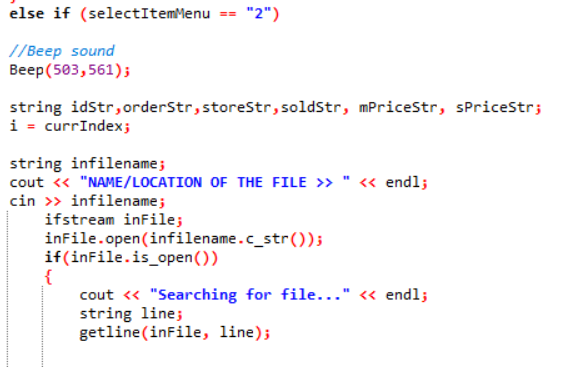 else if (selectItemMenu == "2")
//Beep sound
Beep(503,561);
string idStr,orderStr,storeStr,soldStr, mPriceStr, sPriceStr;
i = currIndex;
string infilename;
cout << "NAME/LOCATION OF THE FILE >> " << endl;
cin >> infilename;
ifstream inFile;
inFile.open(infilename.c_str());
if(inFile.is_open())
{
cout << "Searching for file..." << endl;
string line;
getline(inFile, line);